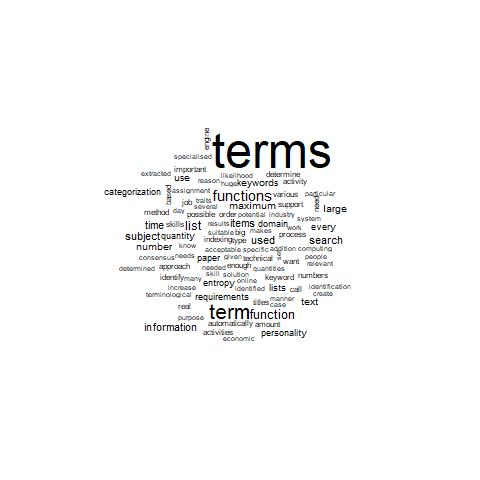 engine
terms
specialised
important
extracted
use
reason
likelihood
huge
keywords
determine
activity
categorization
based
assignment
traits
functions
various
particular
need
job
several
maximum
support
large
method
day
possible
order
potential
industry
system
time
skills
list
results
items
domain
work
every
subject
quantity
suitable
big
makes
process
number
know
indexing
type
used
search
consensus
needs
acceptable
specific
addition
computing
paper
given
technical
set
want
people
relevant
determined
approach
needed
enough
quantities
identify
many
skill
solution
keyword
numbers
increase
entropy
online
identified
lists
call
identification
create
terminological
requirements
titles
manner
case
text
real
term
function
purpose
information
automatically
amount
activities
economic
personality